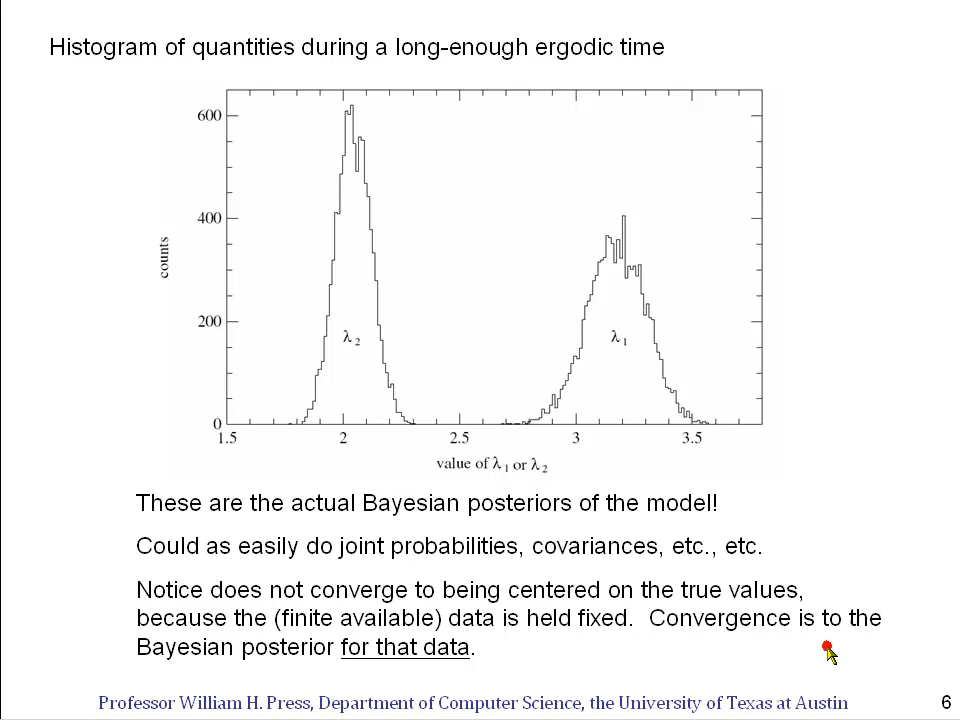 Histogram of quantities during a long-enough ergodic time
600
400
200
0
counts
λ2
λ1
1.5 2 2.5 3 3.5
value of λ1 or λ2
These are the actual Bayesian posteriors of the model!
Could as easily do joint probabilities, covariances, etc., etc.
Notice does not converge to being centered on the true values,
because the (finite available) data is held fixed.  Convergence is to the
Bayesian posterior for that data.
Professor William H. Press, Department of Computer Science, the University of Texas at Austin
6